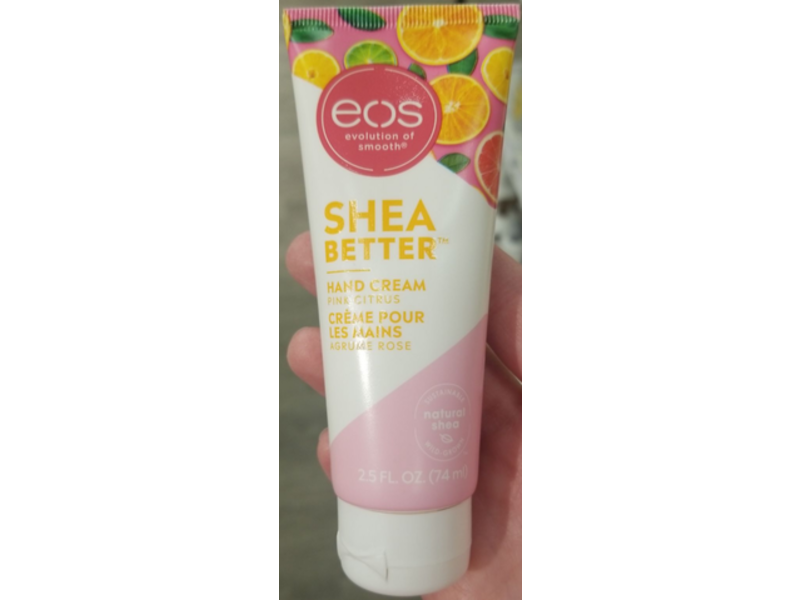 eos
evolution of
smooth®
SHEA
BETTER™
HAND CREAM
PINK CITRUS
CRÈME POUR
LES MAINS
AGRUME ROSE
SUSTAINABLY
natural
shea
2.5 FL. OZ. (74 ml)